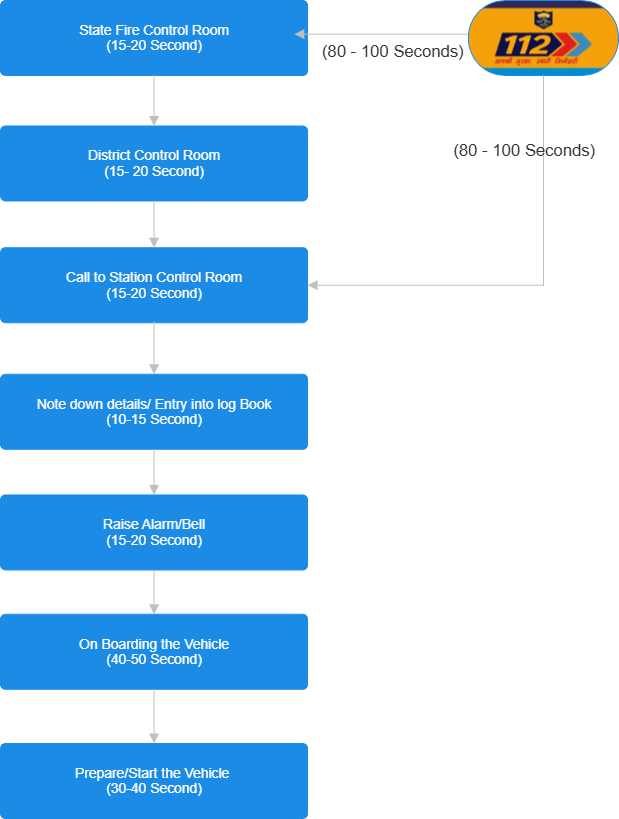 State Fire Control Room
(15-20 Second)
(80 - 100 Seconds)
112
आपकी सुरक्षा, हमारी जिम्मेदारी
(80 - 100 Seconds)
District Control Room
(15- 20 Second)
Call to Station Control Room
(15-20 Second)
Note down details/ Entry into log Book
(10-15 Second)
Raise Alarm/Bell
(15-20 Second)
On Boarding the Vehicle
(40-50 Second)
Prepare/Start the Vehicle
(30-40 Second)